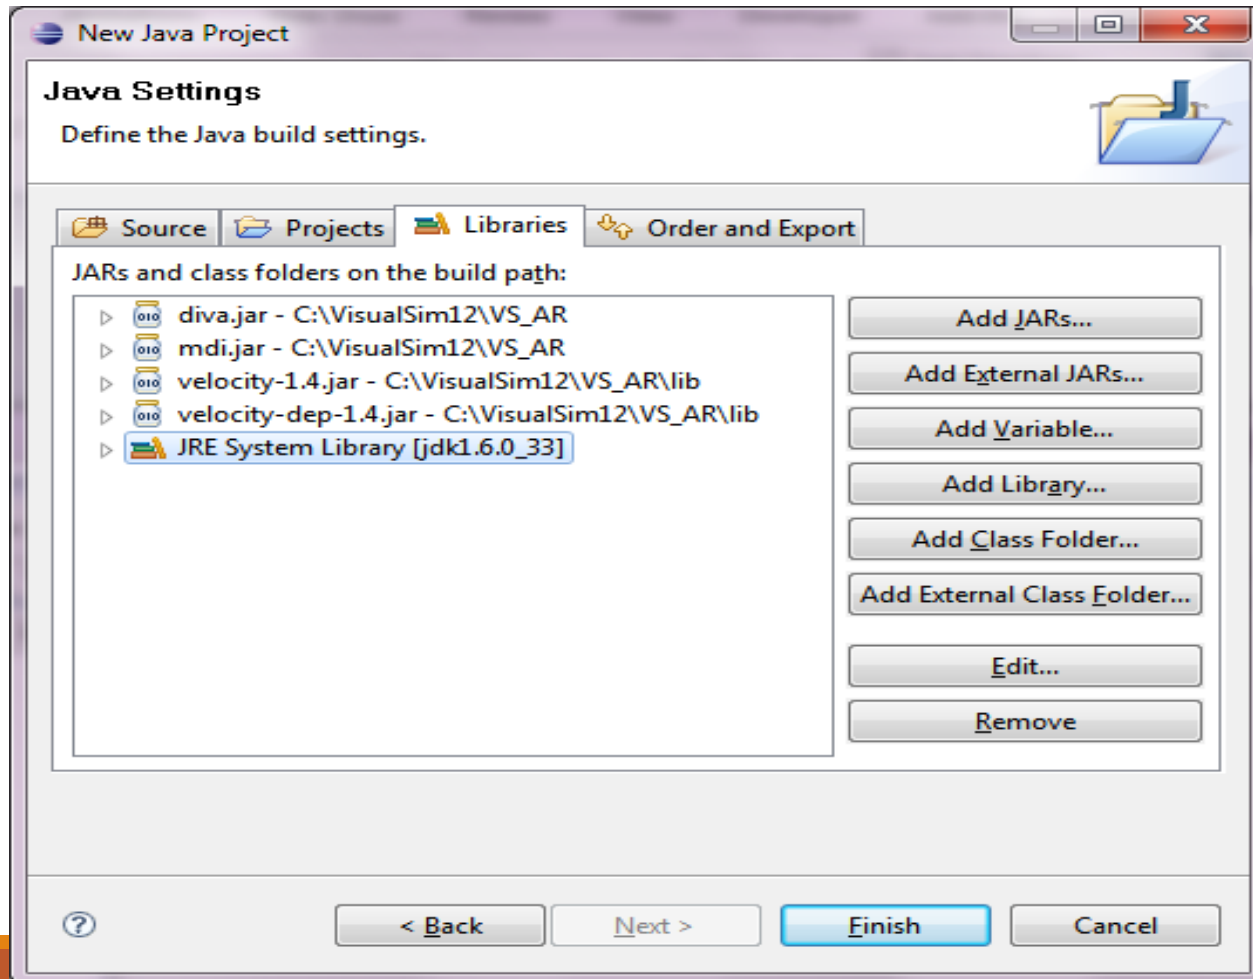 New Java Project
Java Settings
Define the Java build settings.
Source Projects Libraries Order and Export
JARs and class folders on the build path:
diva.jar - C:\VisualSim12\VS_AR
mdi.jar - C:\VisualSim12\VS_AR
velocity-1.4.jar - C:\VisualSim12\VS_AR\lib
velocity-dep-1.4.jar - C:\VisualSim12\VS_AR\lib
JRE System Library [jdk1.6.0_33]
Add JARs...
Add External JARs...
Add Variable...
Add Library...
Add Class Folder...
Add External Class Folder...
Edit...
Remove
< Back Next > Finish Cancel